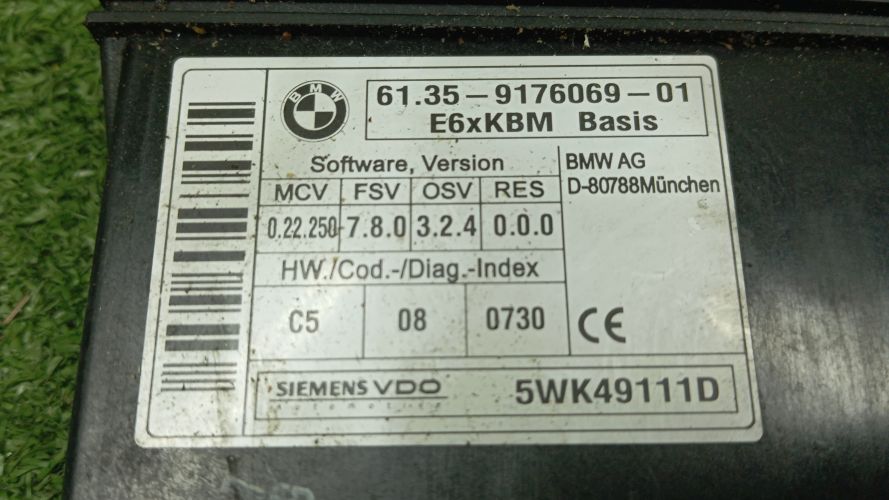 BMW
61.35-9176069-01
E6xKBM Basis
Software, Version
MCV FSV OSV RES
0.22.250 7.8.0 3.2.4 0.0.0
HW./Cod.-/Diag.-Index
C5 08 0730
BMW AG
D-80788München
CE
SIEMENS VDO
Automotive
5WK49111D